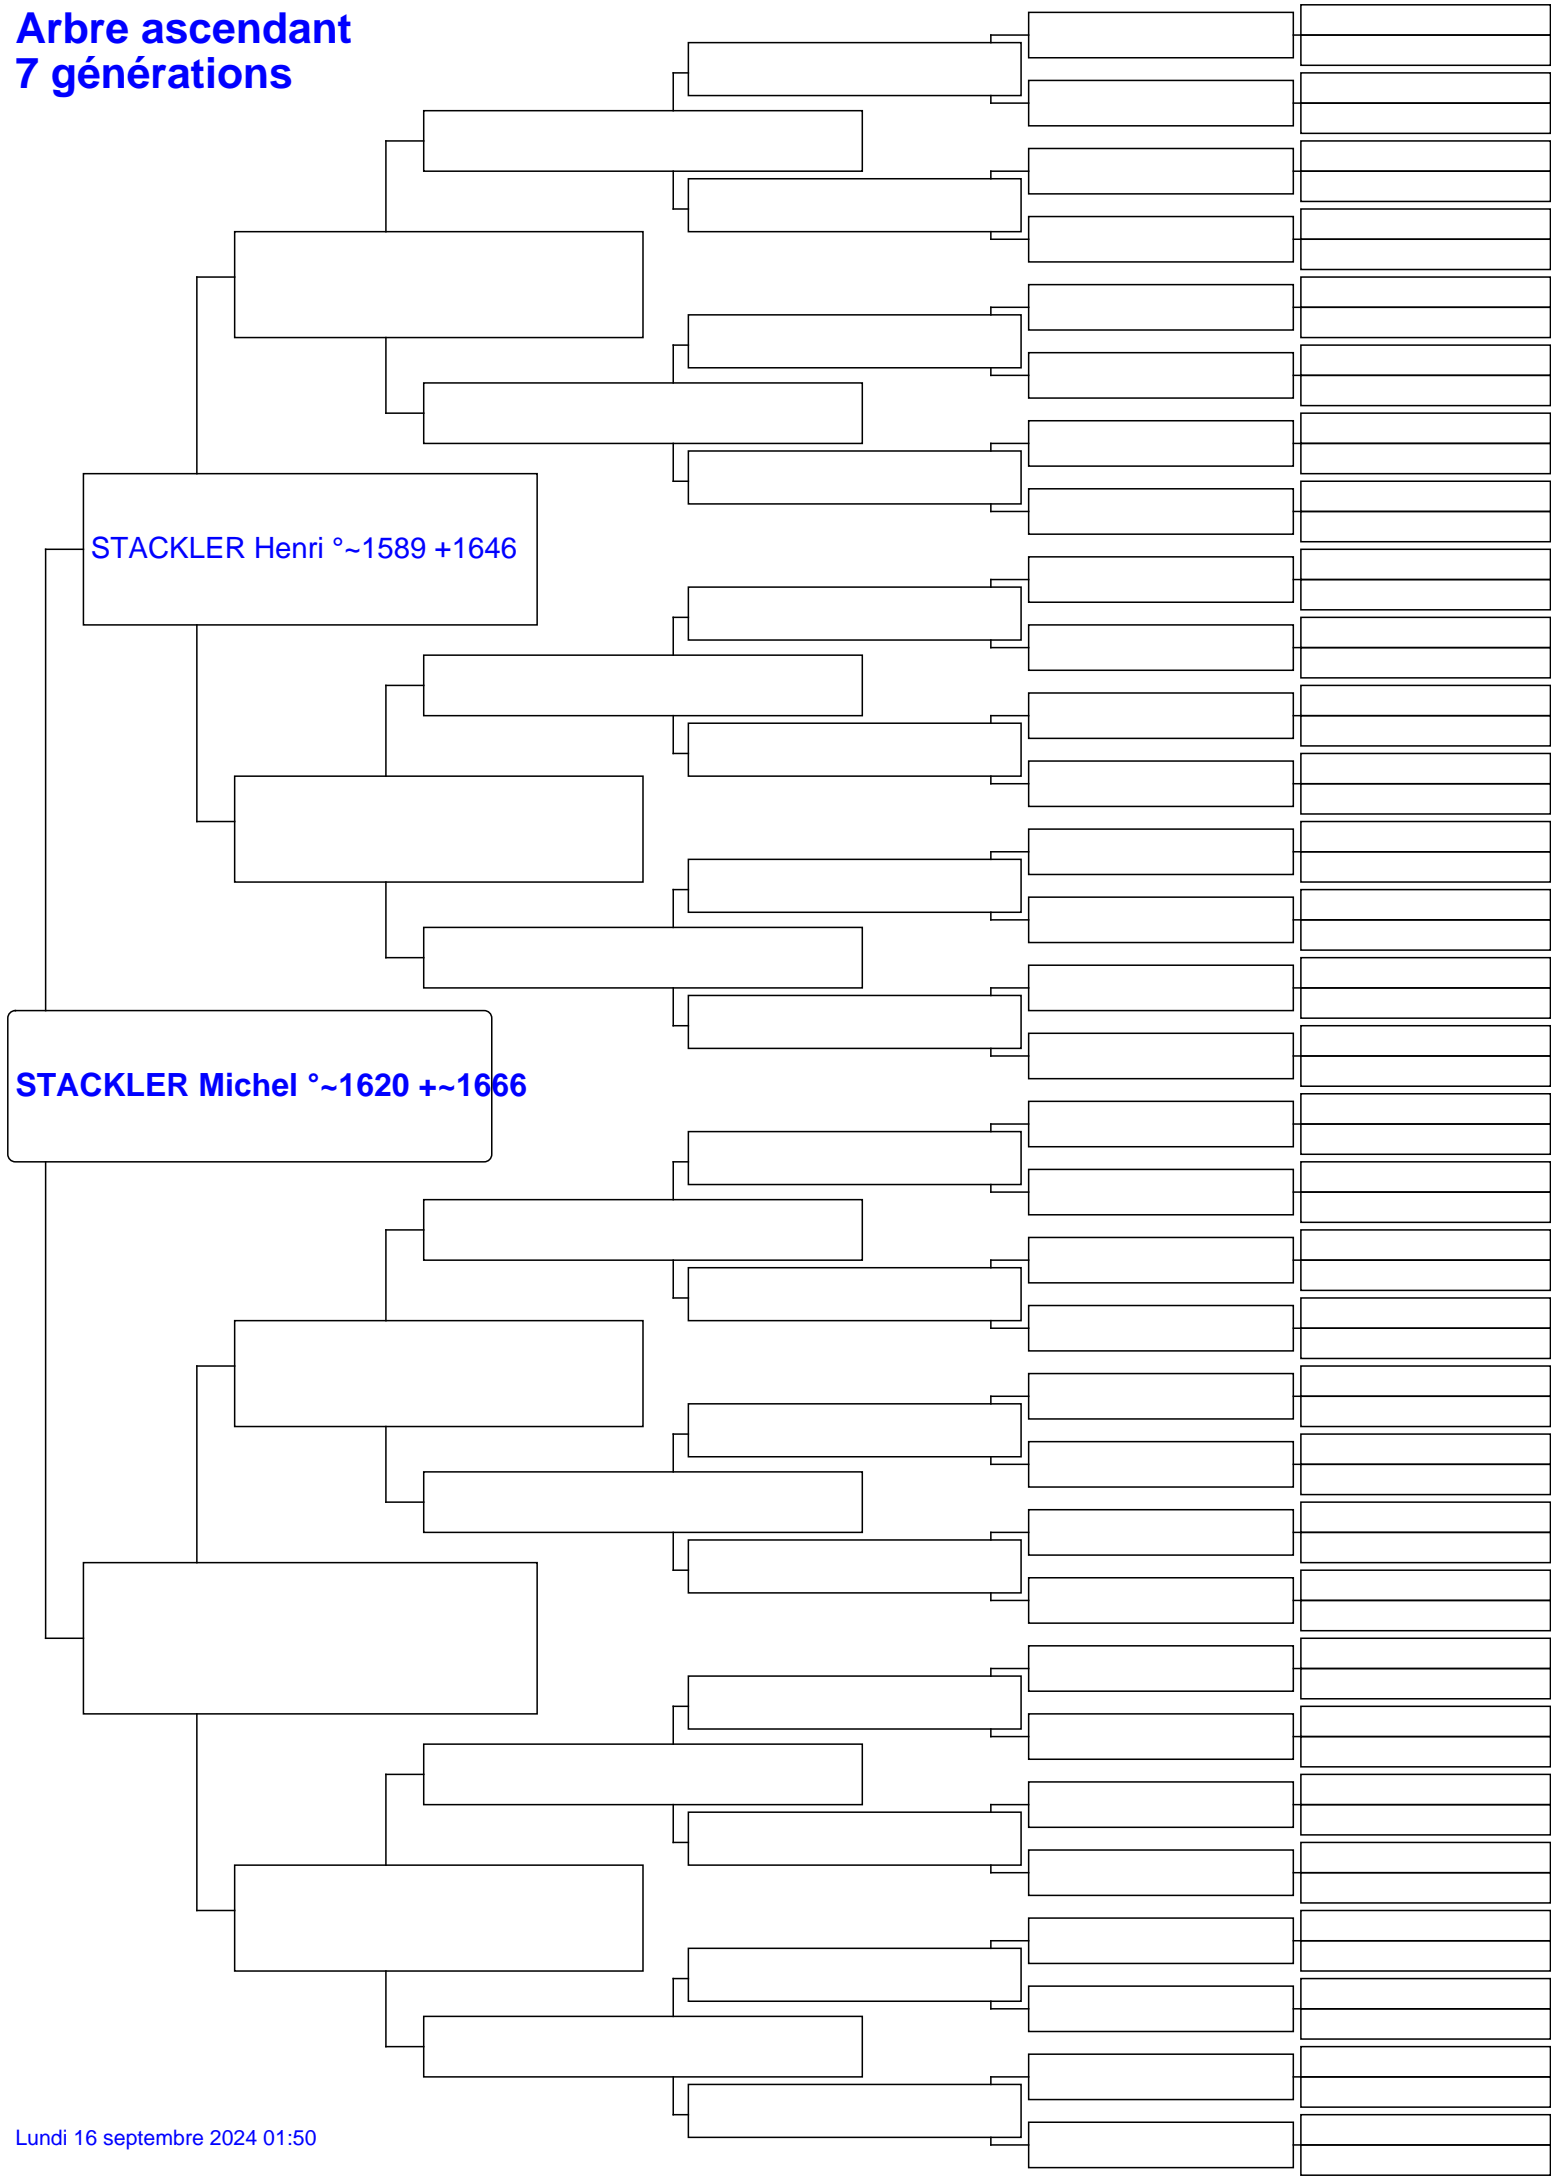 Arbre ascendant
7 générations
STACKLER Henri °~1589 +1646
STACKLER Michel °~1620 +~1666
Lundi 16 septembre 2024 01:50